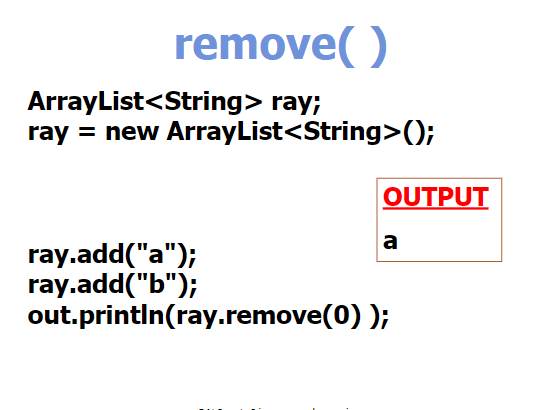 remove( )
ArrayList<String> ray;
ray = new ArrayList<String>();
OUTPUT
a
ray.add("a");
ray.add("b");
out.println(ray.remove(0) );